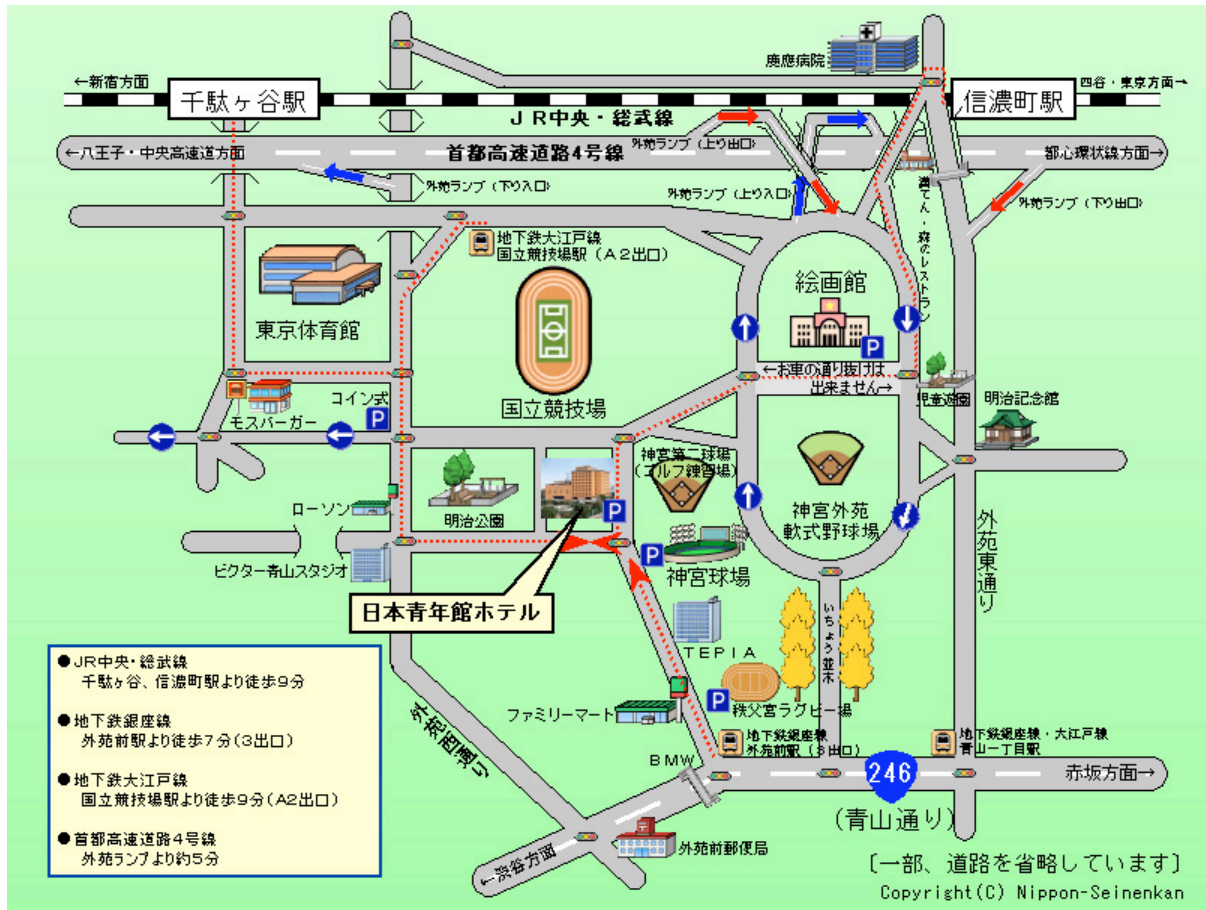 慶應病院
←新宿方面
四谷・東京方面→
千駄ヶ谷駅
信濃町駅
JR中央・総武線
外苑ランプ(上り出口)
←八王子・中央高速道方面
首都高速道路4号線
都心環状線方面→
外苑ランプ(下り入口)
外苑ランプ(上り入口)
外苑ランプ(下り出口)
満てん・森のレストラン
地下鉄大江戸線
国立競技場駅(A2出口)
絵画館
東京体育館
P
←お車の通り抜けは
出来ません→
児童遊園
明治記念館
コイン式
P
モスバーガー
国立競技場
神宮第二球場
(ゴルフ練習場)
神宮外苑
軟式野球場
ローソン
明治公園
P
外苑東通り
ビクター青山スタジオ
P
神宮球場
日本青年館ホテル
いちょう並木
TEPIA
●JR中央・総武線
千駄ヶ谷、信濃町駅より徒歩9分
●地下鉄銀座線
外苑前駅より徒歩7分(3出口)
●地下鉄大江戸線
国立競技場駅より徒歩9分(A2出口)
●首都高速道路4号線
外苑ランプより約5分
P
秩父宮ラグビー場
ファミリーマート
外苑西通り
地下鉄銀座線
外苑前駅(3出口)
地下鉄銀座線・大江戸線
青山一丁目駅
BMW
246
赤坂方面→
(青山通り)
←渋谷方面
外苑前郵便局
〔一部、道路を省略しています〕
Copyright(C) Nippon-Seinenkan